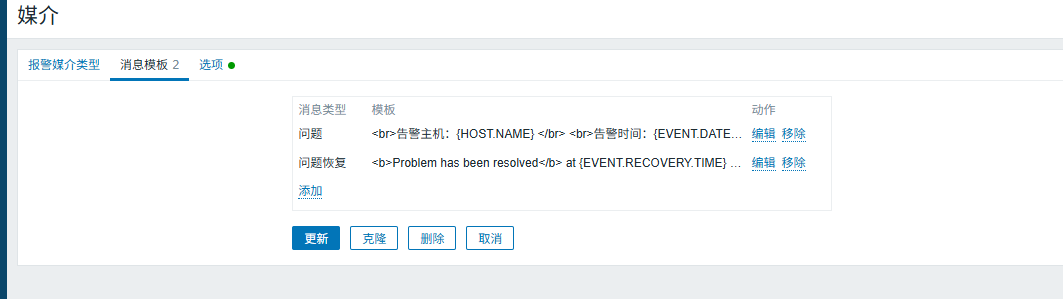 媒介
报警媒介类型 消息模板 2 选项
消息类型 模板 动作
问题 <br>告警主机：{HOST.NAME} </br> <br>告警时间：{EVENT.DATE... 编辑 移除
问题恢复 <b>Problem has been resolved</b> at {EVENT.RECOVERY.TIME} ... 编辑 移除
添加
更新 克隆 删除 取消